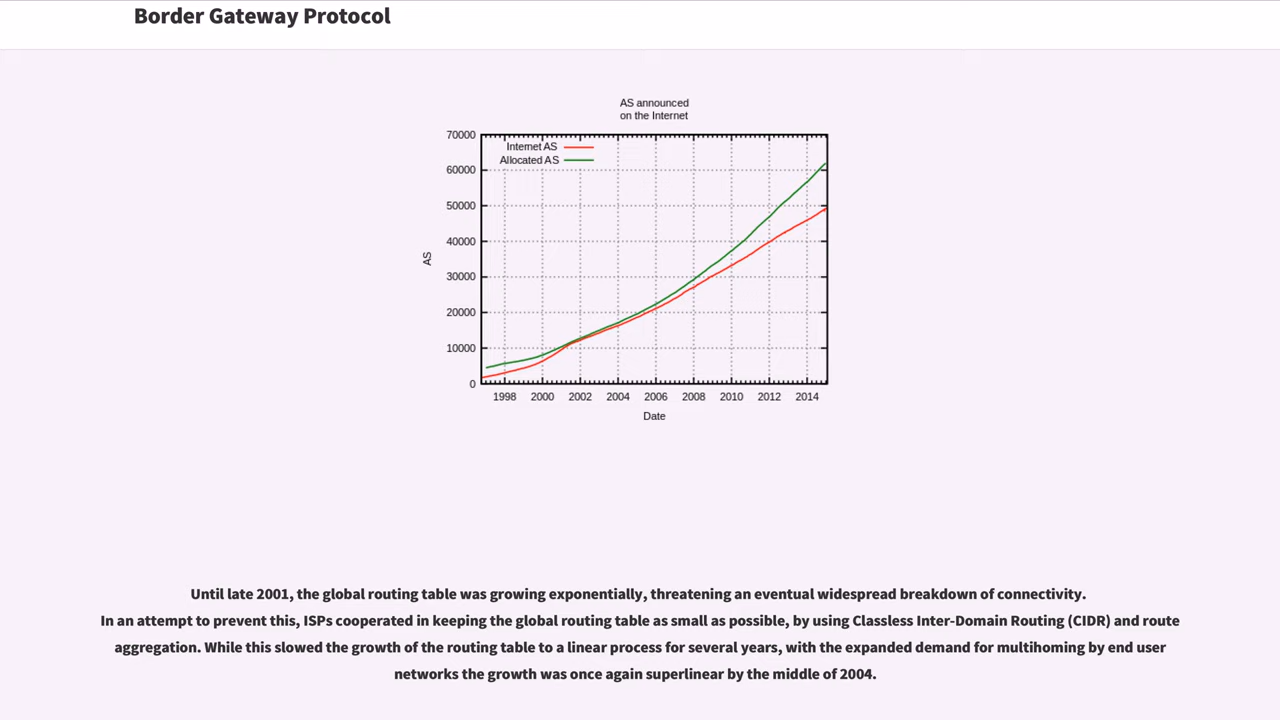 Border Gateway Protocol
AS announced
on the Internet
Internet AS
Allocated AS
70000
60000
50000
40000
30000
20000
10000
0
AS
1998 2000 2002 2004 2006 2008 2010 2012 2014
Date
Until late 2001, the global routing table was growing exponentially, threatening an eventual widespread breakdown of connectivity.
In an attempt to prevent this, ISPs cooperated in keeping the global routing table as small as possible, by using Classless Inter-Domain Routing (CIDR) and route
aggregation. While this slowed the growth of the routing table to a linear process for several years, with the expanded demand for multihoming by end user
networks the growth was once again superlinear by the middle of 2004.